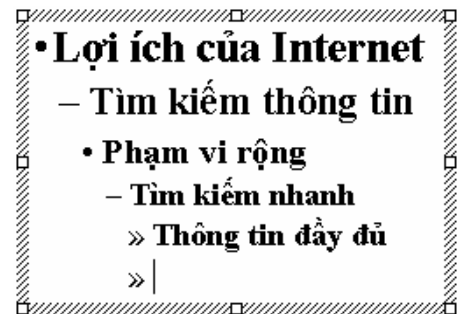 • Lợi ích của Internet
– Tìm kiếm thông tin
• Phạm vi rộng
– Tìm kiếm nhanh
» Thông tin đầy đủ
»